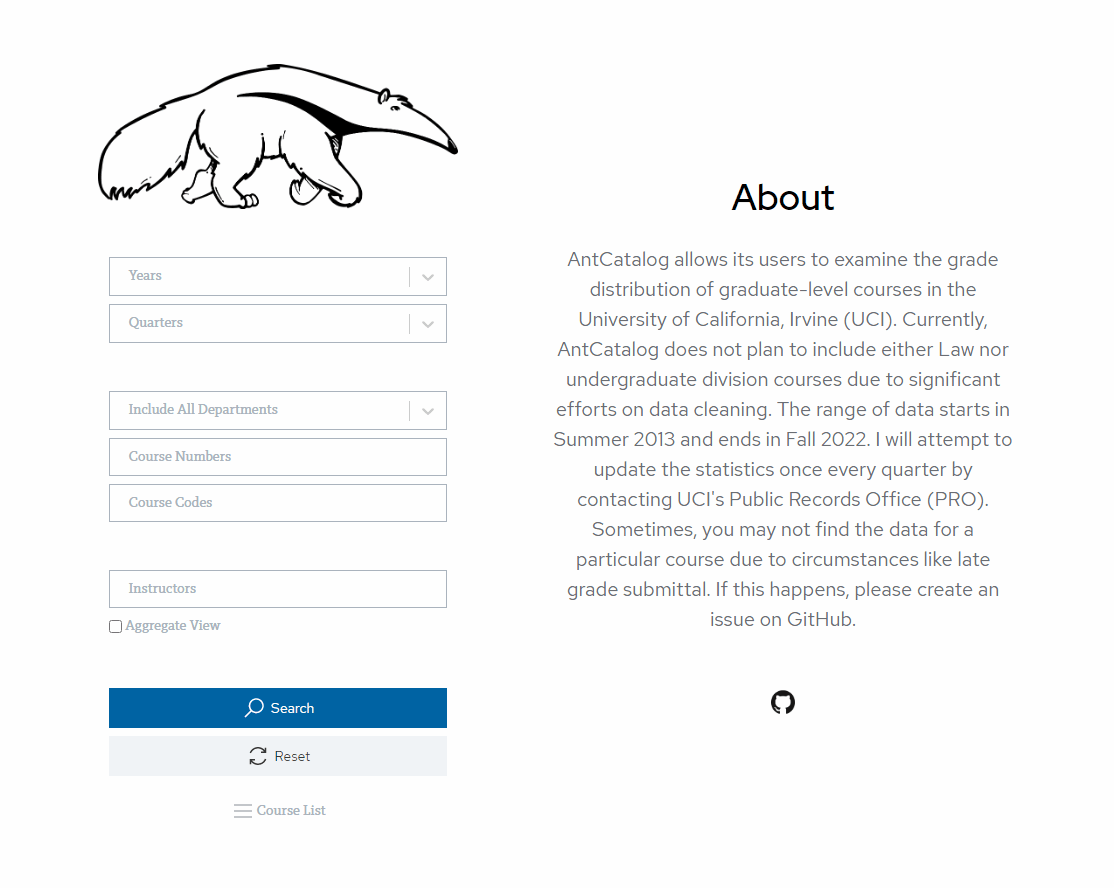 Years
Quarters
Include All Departments
Course Numbers
Course Codes
Instructors
Aggregate View
Search
Reset
Course List
About
AntCatalog allows its users to examine the grade
distribution of graduate-level courses in the
University of California, Irvine (UCI). Currently,
AntCatalog does not plan to include either Law nor
undergraduate division courses due to significant
efforts on data cleaning. The range of data starts in
Summer 2013 and ends in Fall 2022. I will attempt to
update the statistics once every quarter by
contacting UCI's Public Records Office (PRO).
Sometimes, you may not find the data for a
particular course due to circumstances like late
grade submittal. If this happens, please create an
issue on GitHub.